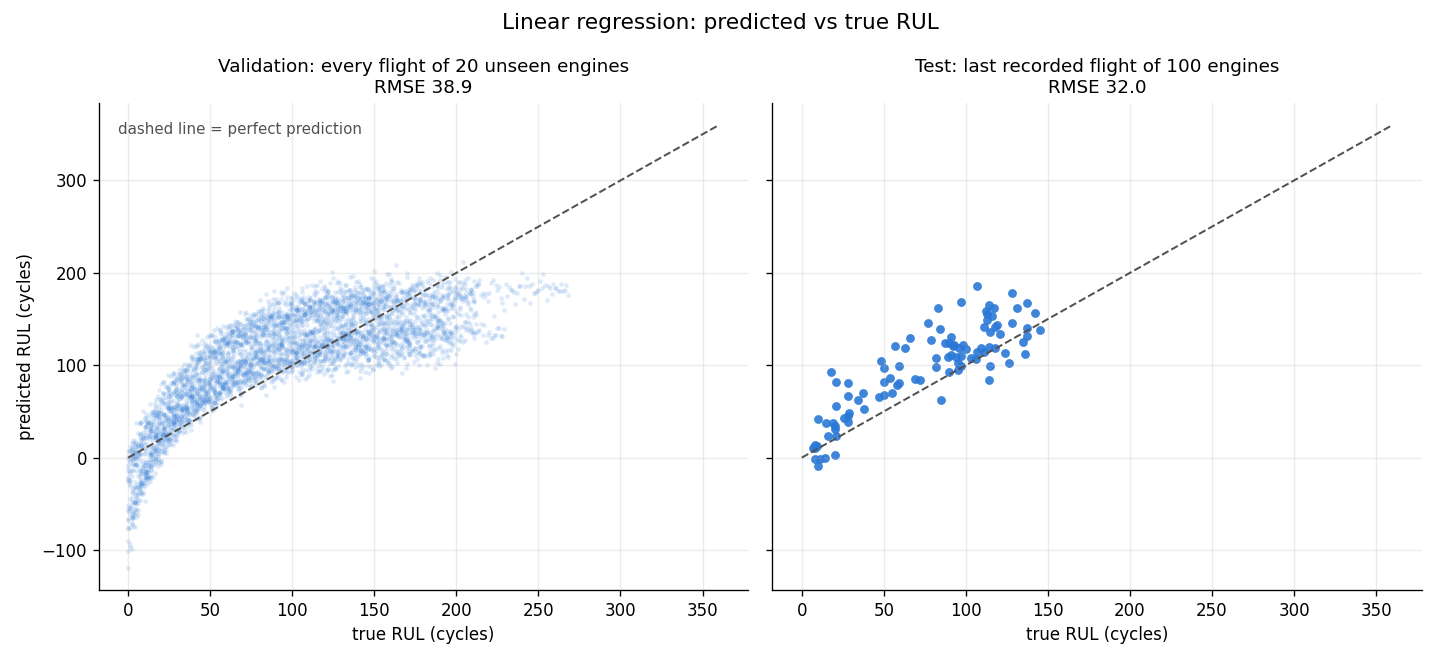 Linear regression: predicted vs true RUL
Validation: every flight of 20 unseen engines
RMSE 38.9
dashed line = perfect prediction
predicted RUL (cycles)
300
200
100
0
−100
0 50 100 150 200 250 300 350
true RUL (cycles)
Test: last recorded flight of 100 engines
RMSE 32.0
0 50 100 150 200 250 300 350
true RUL (cycles)